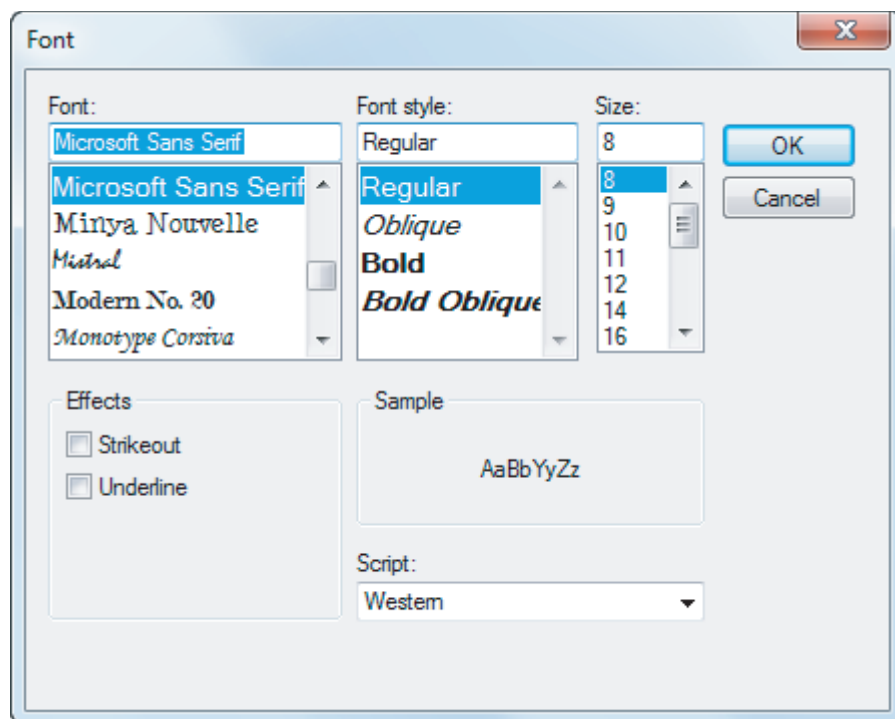 Font
Font:
Font style:
Size:
Microsoft Sans Serif
Regular
8
OK
Cancel
Microsoft Sans Serif
Minya Nouvelle
Mistral
Modern No. 20
Monotype Corsiva
Regular
Oblique
Bold
Bold Oblique
8
9
10
11
12
14
16
Effects
Strikeout
Underline
Sample
AaBbYyZz
Script:
Western